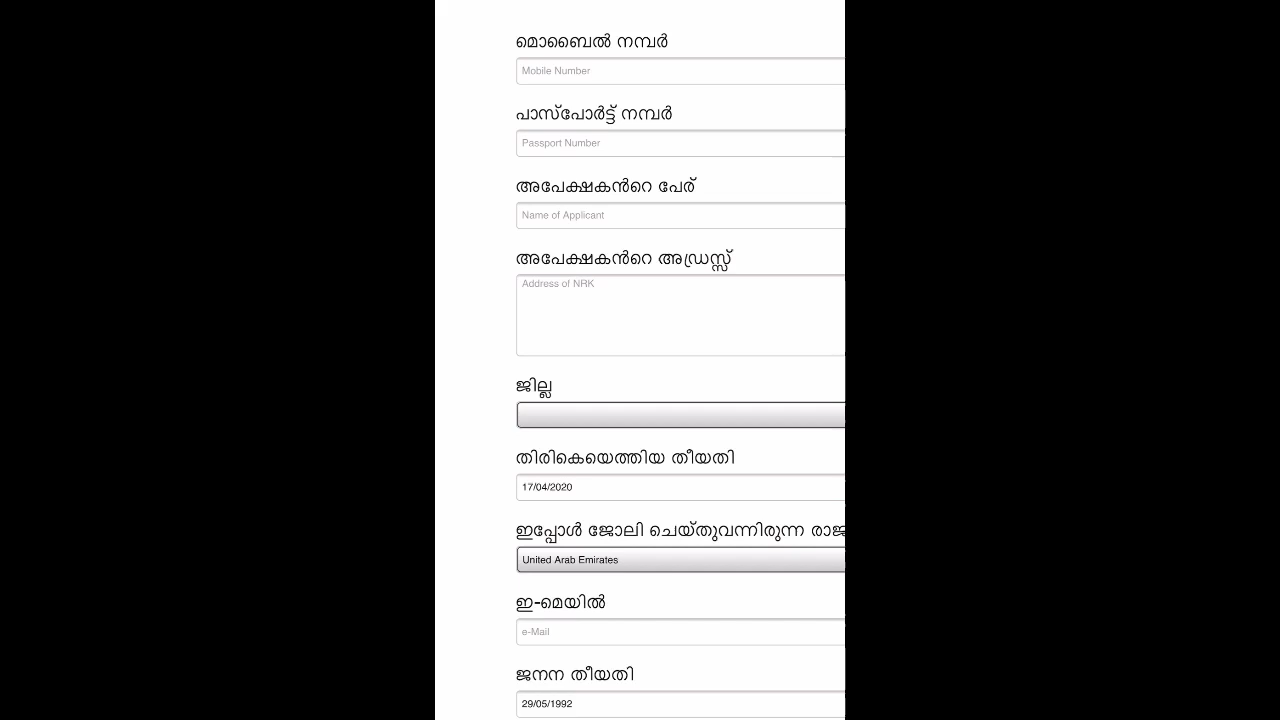 മൊബൈൽ നമ്പർ
Mobile Number
പാസ്പോർട്ട് നമ്പർ
Passport Number
അപേക്ഷകൻറെ പേര്
Name of Applicant
അപേക്ഷകൻറെ അഡ്രസ്സ്
Address of NRK
ജില്ല
തിരികെയെത്തിയ തീയതി
17/04/2020
ഇപ്പോൾ ജോലി ചെയ്തുവന്നിരുന്ന
United Arab Emirates
ഇ-മെയിൽ
e-Mail
ജനന തീയതി
29/05/1992